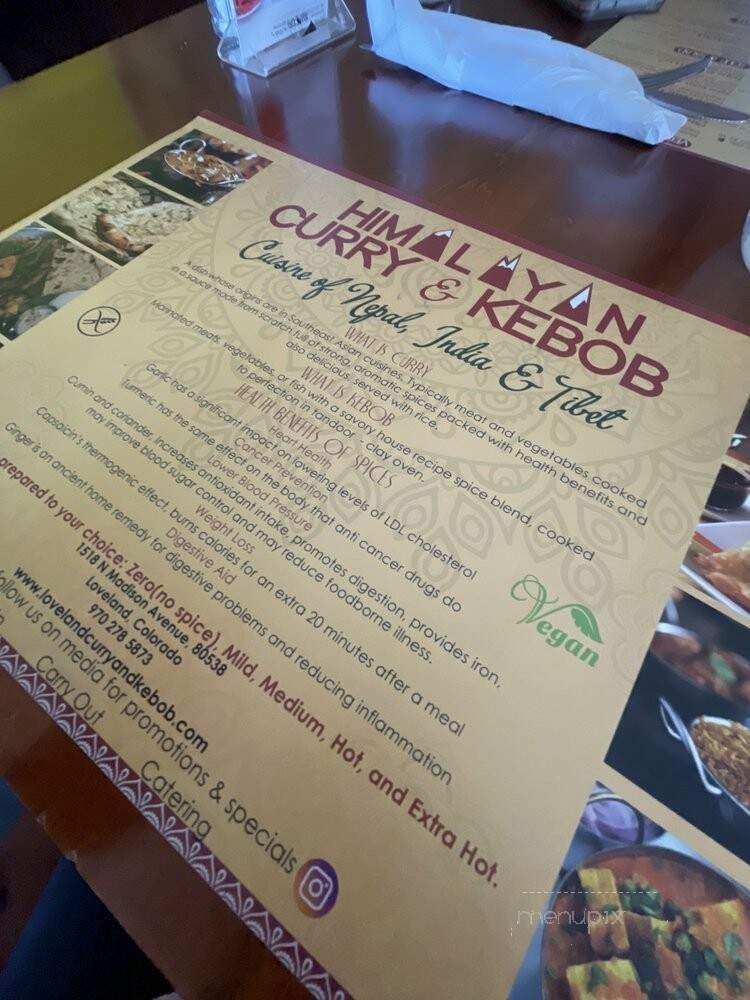 HIMALAYAN
CURRY & KEBOB
Cuisine of Nepal, India & Tibet
WHAT IS CURRY
A dish whose origins are in Southeast Asian cuisines. Typically meat and vegetables cooked
in a sauce made from scratch full of strong, aromatic spices packed with health benefits and
also delicious, served with rice.
WHAT IS KEBOB
Marinated meats, vegetables, or fish with a savory house recipe spice blend, cooked
to perfection in tandoor - clay oven.
HEALTH BENEFITS OF SPICES
Heart Health
Garlic has a significant impact on lowering levels of LDL cholesterol
Cancer Prevention
Turmeric has the same effect on the body that anti cancer drugs do
Lower Blood Pressure
Cumin and coriander, increases antioxidant intake, promotes digestion, provides iron,
may improve blood sugar control and may reduce foodborne illness.
Weight Loss
Capsaicin's thermogenic effect, burns calories for an extra 20 minutes after a meal
Digestive Aid
Ginger is an ancient home remedy for digestive problems and reducing inflammation
prepared to your choice: Zero(no spice), Mild, Medium, Hot, and Extra Hot.
1518 N Madison Avenue, 80538
Loveland, Colorado
970 278 5873
www.lovelandcurryandkebob.com
follow us on media for promotions & specials
Carry Out
Catering
Vegan
menupix